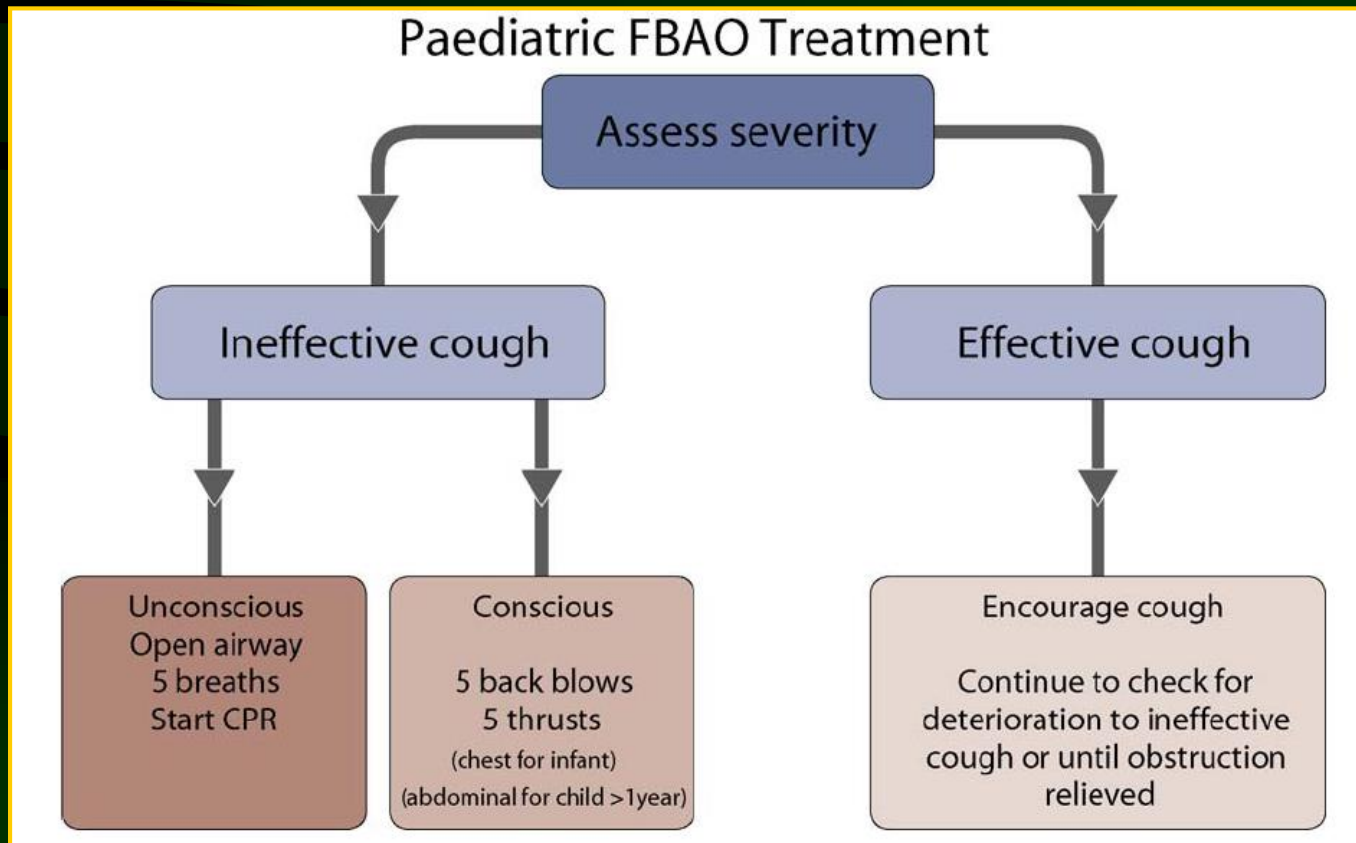 Paediatric FBAO Treatment
Assess severity
Ineffective cough
Effective cough
Unconscious
Open airway
5 breaths
Start CPR
Conscious
5 back blows
5 thrusts
(chest for infant)
(abdominal for child >1year)
Encourage cough
Continue to check for
deterioration to ineffective
cough or until obstruction
relieved